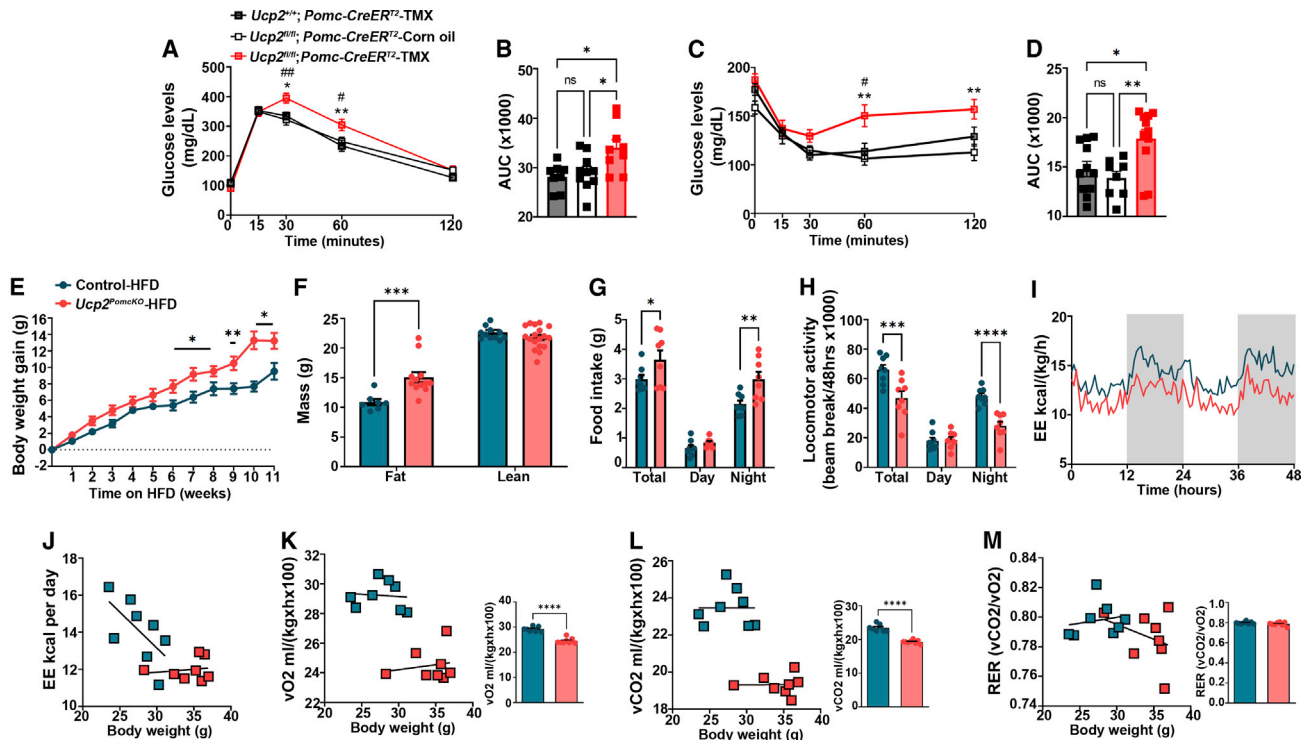 Ucp2+/+; Pomc-CreERT2-TMX
Ucp2fl/fl; Pomc-CreERT2-Corn oil
Ucp2fl/fl; Pomc-CreERT2-TMX
A
Glucose levels
(mg/dL)
500
400
300
200
100
0
##
*
#
**
0 15 30 60 120
Time (minutes)
B
AUC (x1000)
50
40
30
20
*
ns
*
C
Glucose levels
(mg/dL)
200
150
100
50
0
#
**
**
0 15 30 60 120
Time (minutes)
D
AUC (x1000)
25
20
15
10
*
ns
**
E
Control-HFD
Ucp2PomcKO-HFD
Body weight gain (g)
16
14
12
10
8
6
4
2
0
-2
*
**
*
1 2 3 4 5 6 7 8 9 10 11
Time on HFD (weeks)
F
Mass (g)
30
20
10
0
***
Fat Lean
G
Food intake (g)
6
5
4
3
2
1
0
*
**
Total Day Night
H
Locomotor activity
(beam break/48hrs x1000)
100
80
60
40
20
0
***
****
Total Day Night
I
EE kcal/kg/h
20
15
10
5
0
0 12 24 36 48
Time (hours)
J
EE kcal per day
18
16
14
12
10
20 25 30 35 40
Body weight (g)
K
vO2 ml/(kgxhx100)
32
30
28
26
24
22
20 25 30 35 40
Body weight (g)
vO2 ml/(kgxhx100)
40
30
20
10
0
****
L
vCO2 ml/(kgxhx100)
26
24
22
20
18
20 25 30 35 40
Body weight (g)
vCO2 ml/(kgxhx100)
30
20
10
0
****
M
RER (vCO2/vO2)
0.84
0.82
0.80
0.78
0.76
0.74
20 25 30 35 40
Body weight (g)
RER (vCO2/vO2)
1.0
0.8
0.6
0.4
0.2
0.0